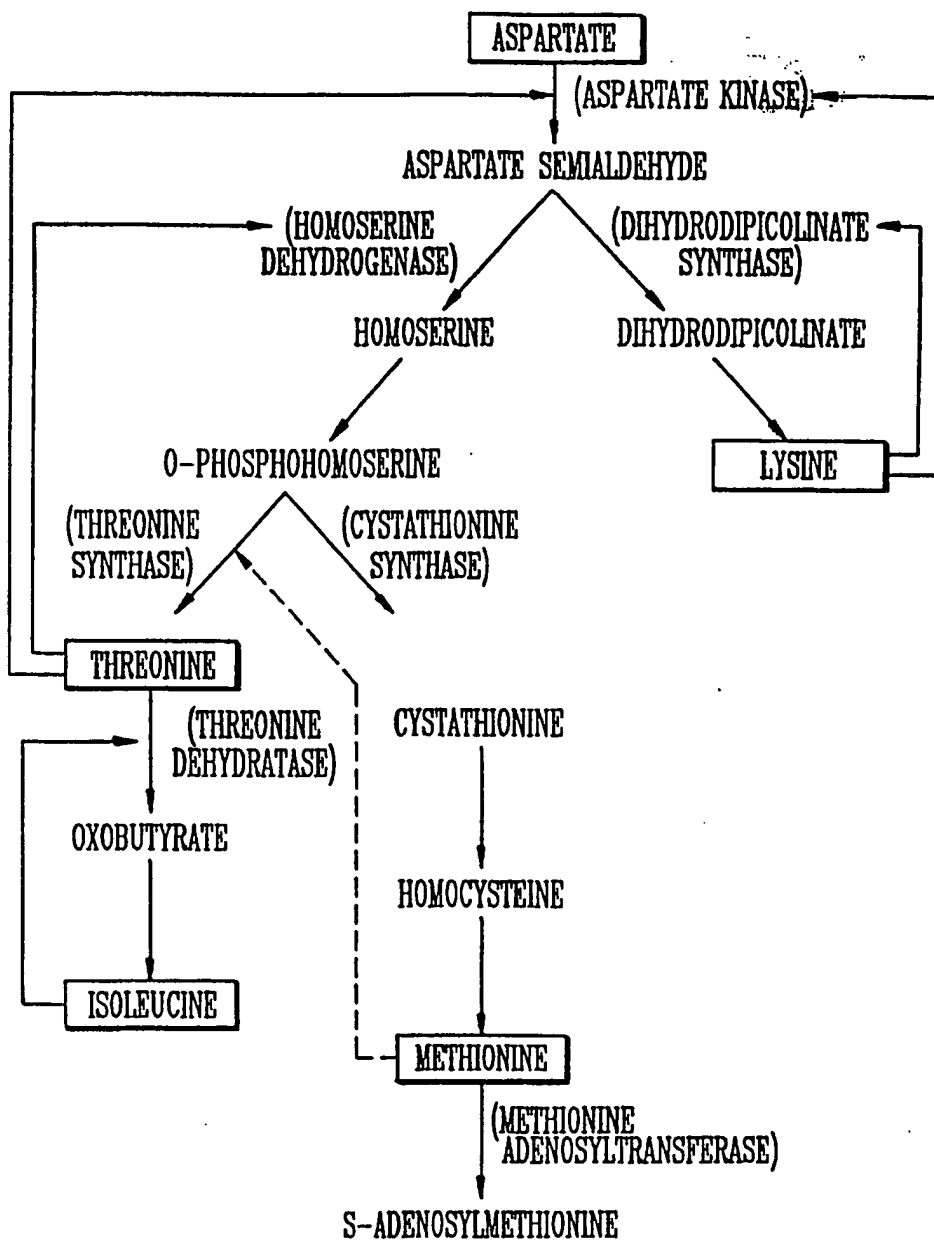 ASPARTATE
(ASPARTATE KINASE)
ASPARTATE SEMIALDEHYDE
(HOMOSERINE
DEHYDROGENASE)
(DIHYDRODIPICOLINATE
SYNTHASE)
HOMOSERINE
DIHYDRODIPICOLINATE
O-PHOSPHOHOMOSERINE
LYSINE
(THREONINE
SYNTHASE)
(CYSTATHIONINE
SYNTHASE)
THREONINE
(THREONINE
DEHYDRATASE)
CYSTATHIONINE
OXOBUTYRATE
HOMOCYSTEINE
ISOLEUCINE
METHIONINE
(METHIONINE
ADENOSYLTRANSFERASE)
S-ADENOSYLMETHIONINE